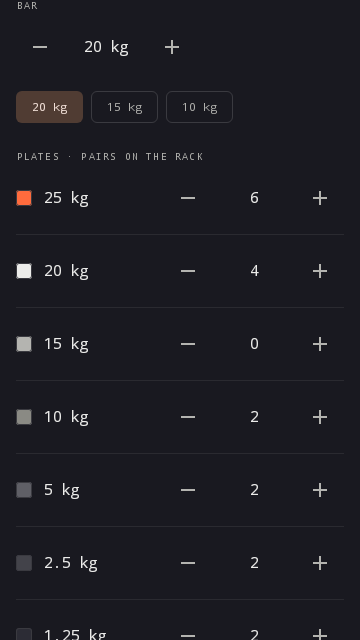 BAR
20 kg
20 kg 15 kg 10 kg
PLATES · PAIRS ON THE RACK
25 kg 6
20 kg 4
15 kg 0
10 kg 2
5 kg 2
2.5 kg 2
1.25 kg 2